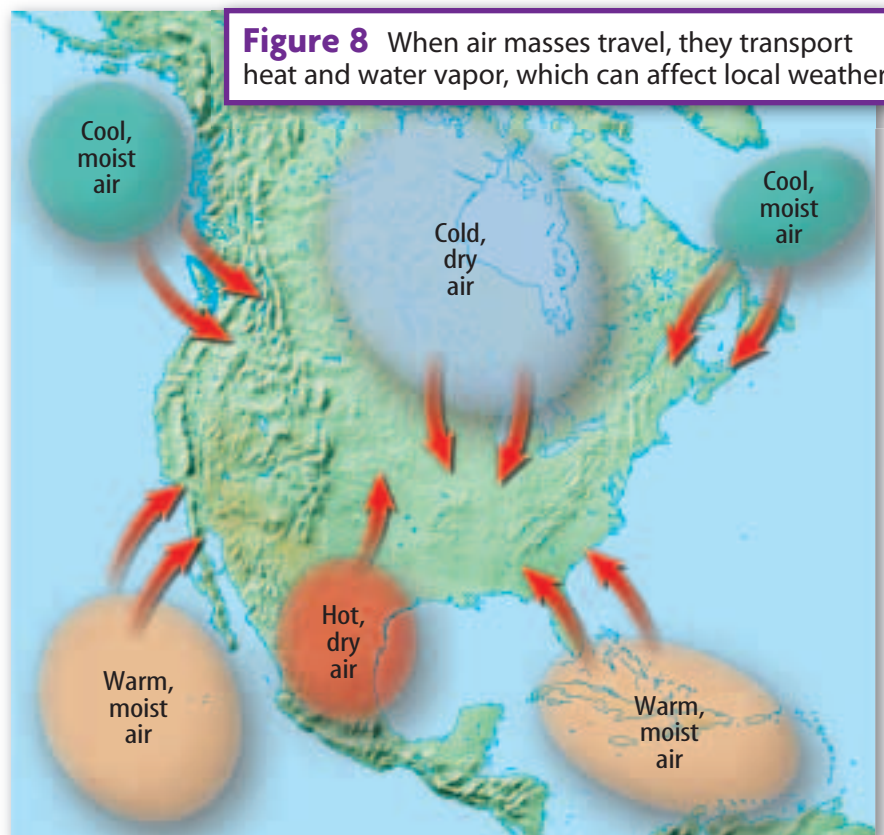 Figure 8 When air masses travel, they transport
heat and water vapor, which can affect local weather
Cool,
moist
air
Cold,
dry
air
Cool,
moist
air
Hot,
dry
air
Warm,
moist
air
Warm,
moist
air